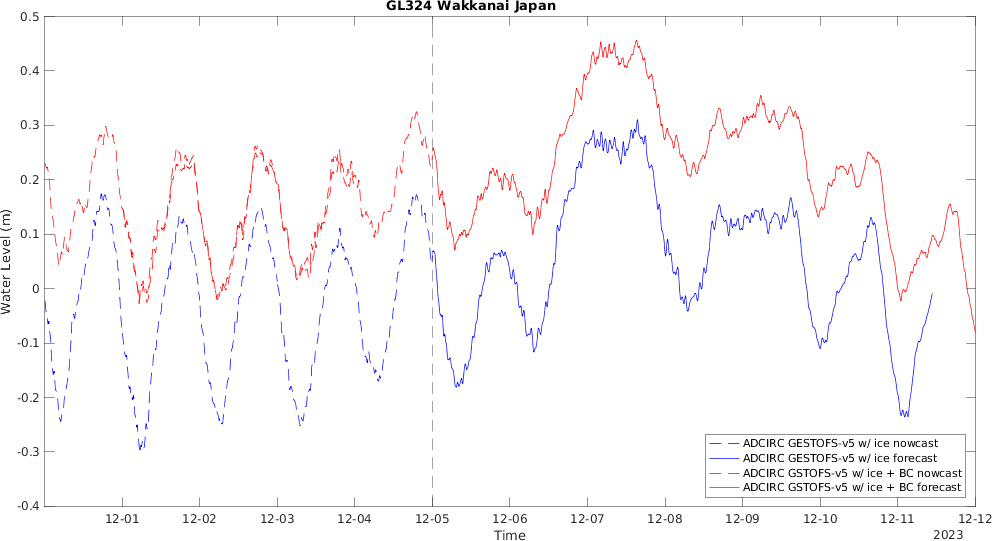 GL324 Wakkanai Japan
0.5
0.4
0.3
0.2
0.1
0
-0.1
-0.2
-0.3
-0.4
Water Level (m)
ADCIRC GESTOFS-v5 w/ ice nowcast
ADCIRC GESTOFS-v5 w/ ice forecast
ADCIRC GSTOFS-v5 w/ ice + BC nowcast
ADCIRC GSTOFS-v5 w/ ice + BC forecast
12-01 12-02 12-03 12-04 12-05 12-06 12-07 12-08 12-09 12-10 12-11 12-12
Time
2023